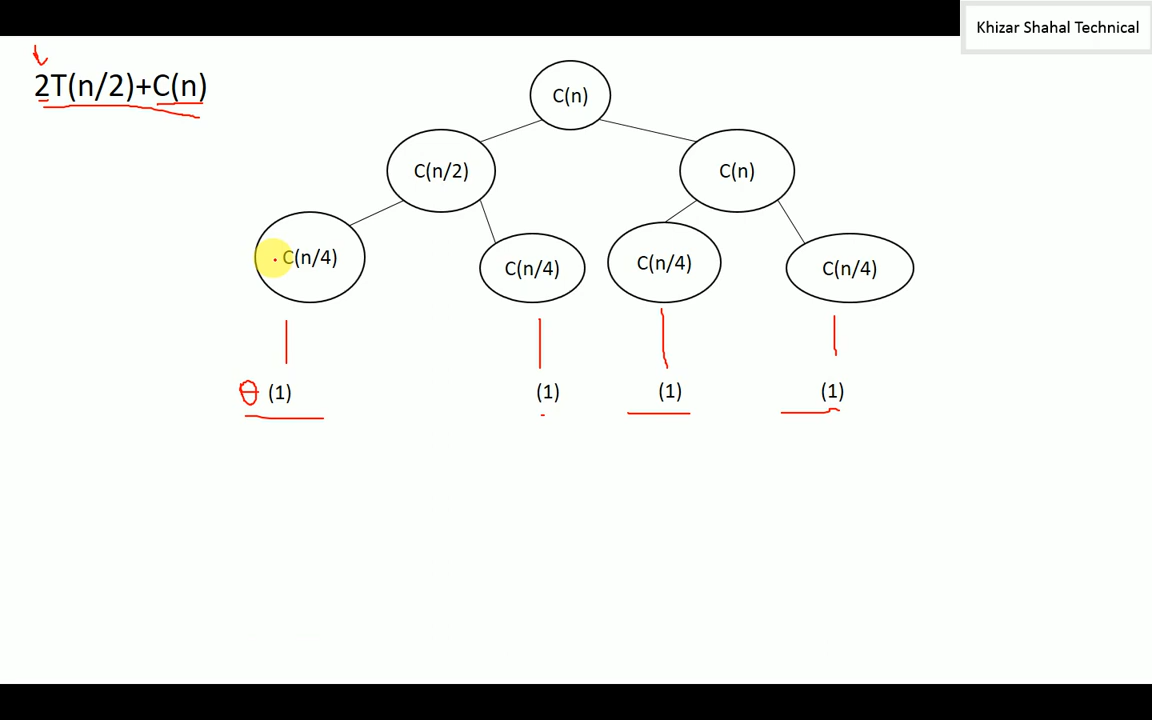 Khizar Shahal Technical
2T(n/2)+C(n)
C(n)
C(n/2)
C(n)
C(n/4)
C(n/4)
C(n/4)
C(n/4)
θ (1)
(1)
(1)
(1)